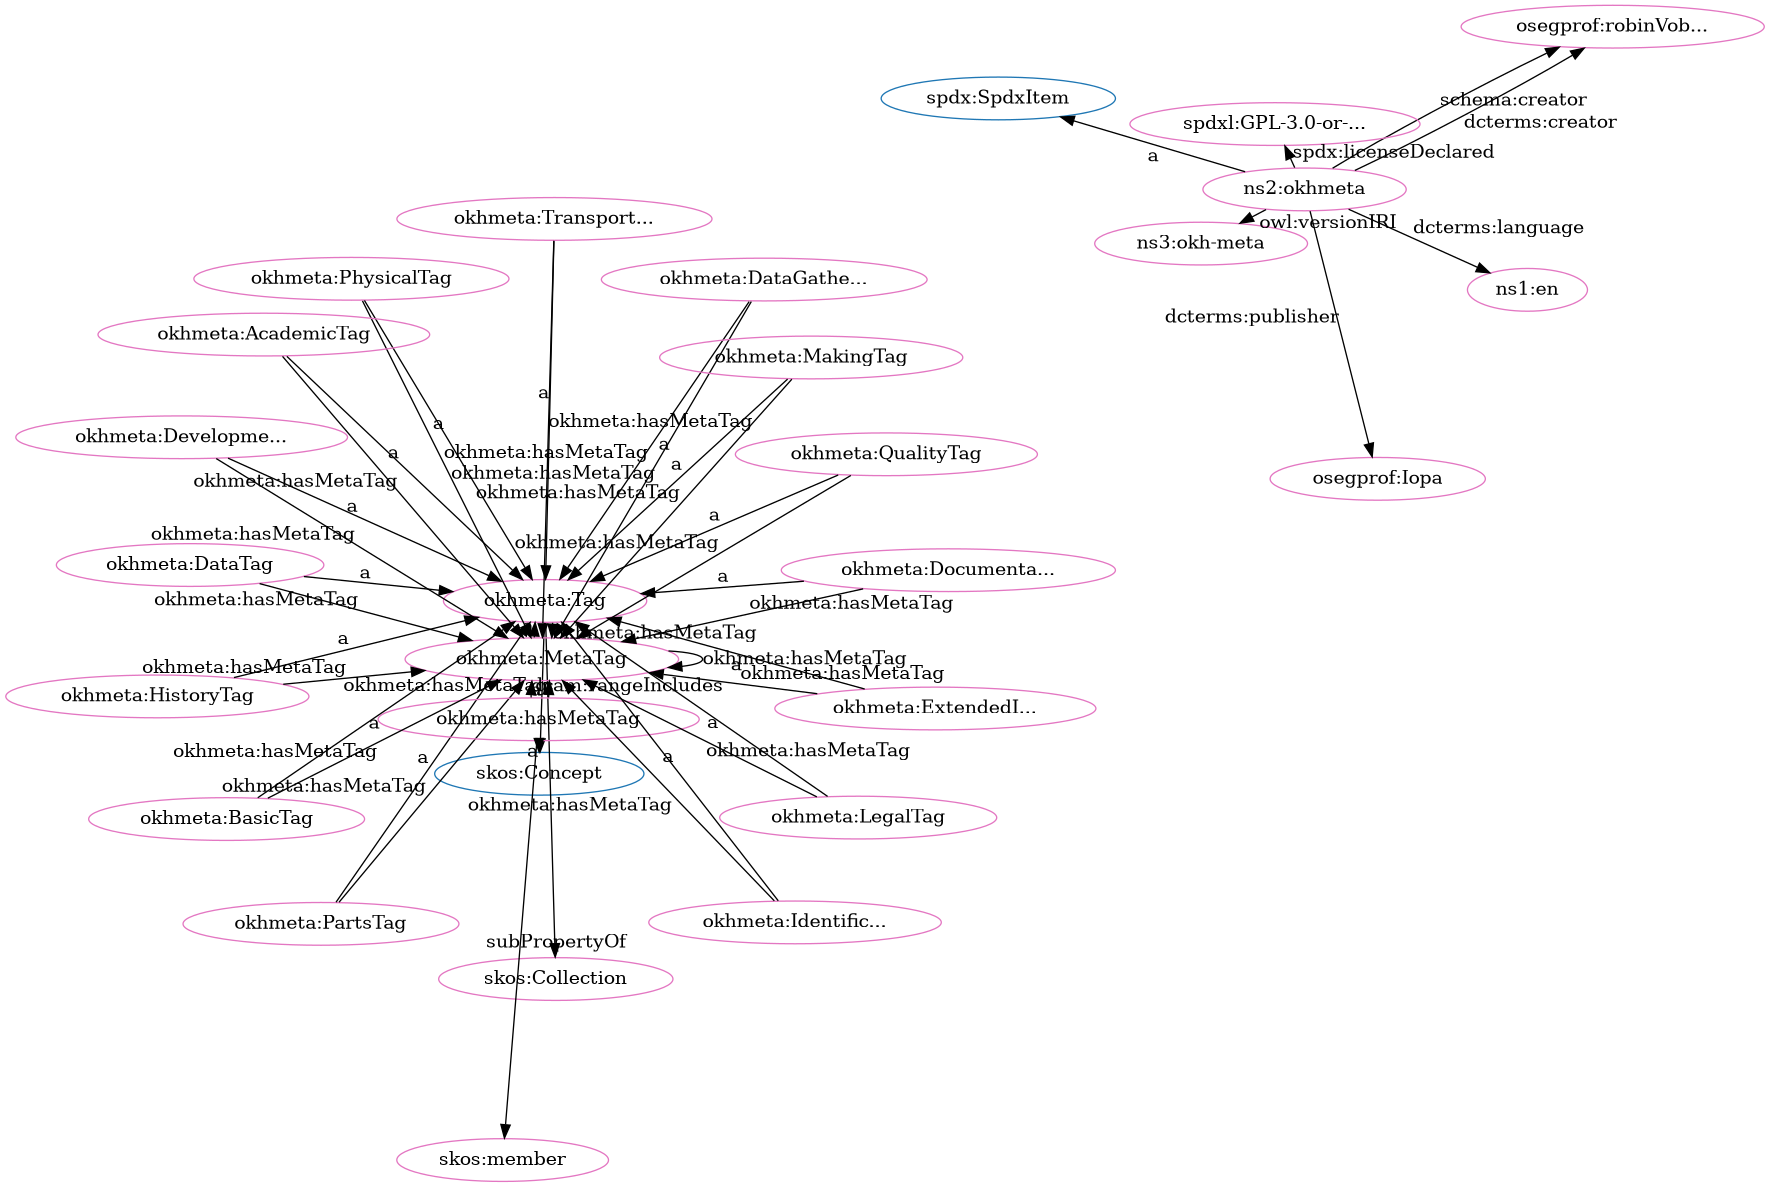 osegprof:robinVob...
spdx:SpdxItem
schema:creator
spdxl:GPL-3.0-or-...
dcterms:creator
a
spdx:licenseDeclared
ns2:okhmeta
okhmeta:Transport...
owl:versionIRI
dcterms:language
ns3:okh-meta
okhmeta:PhysicalTag
okhmeta:DataGathe...
ns1:en
dcterms:publisher
okhmeta:AcademicTag
okhmeta:MakingTag
a
okhmeta:hasMetaTag
a
okhmeta:Developme...
a
okhmeta:hasMetaTag
a
okhmeta:QualityTag
a
okhmeta:hasMetaTag
okhmeta:hasMetaTag
osegprof:Iopa
okhmeta:hasMetaTag
a
a
okhmeta:hasMetaTag
okhmeta:hasMetaTag
okhmeta:DataTag
a
a
okhmeta:Documenta...
okhmeta:hasMetaTag
okhmeta:Tag
okhmeta:hasMetaTag
a
okhmeta:hasMetaTag
okhmeta:MetaTag
okhmeta:hasMetaTag
okhmeta:hasMetaTag
a
okhmeta:hasMetaTag
okhmeta:HistoryTag
okhmeta:hasMetaTag
rangeIncludes
okhmeta:ExtendedI...
okhmeta:hasMetaTag
a
a
okhmeta:hasMetaTag
a
a
a
okhmeta:hasMetaTag
skos:Concept
okhmeta:hasMetaTag
okhmeta:hasMetaTag
okhmeta:BasicTag
okhmeta:LegalTag
okhmeta:PartsTag
okhmeta:Identific...
subPropertyOf
skos:Collection
skos:member